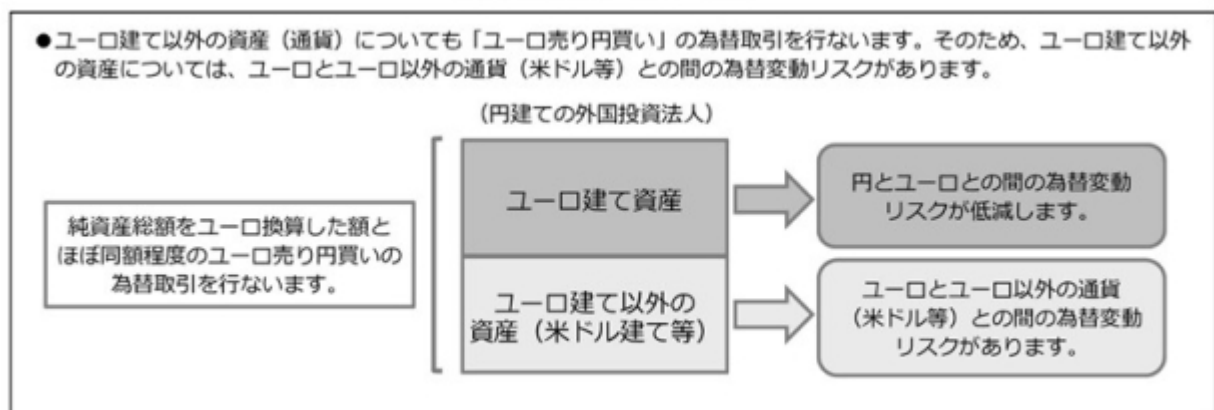 ●ユーロ建て以外の資産（通貨）についても「ユーロ売り円買い」の為替取引を行ないます。そのため、ユーロ建て以外
の資産については、ユーロとユーロ以外の通貨（米ドル等）との間の為替変動リスクがあります。
（円建ての外国投資法人）
純資産総額をユーロ換算した額と
ほぼ同額程度のユーロ売り円買いの
為替取引を行ないます。
ユーロ建て資産
円とユーロとの間の為替変動
リスクが低減します。
ユーロ建て以外の
資産（米ドル建て等）
ユーロとユーロ以外の通貨
（米ドル等）との間の為替変動
リスクがあります。